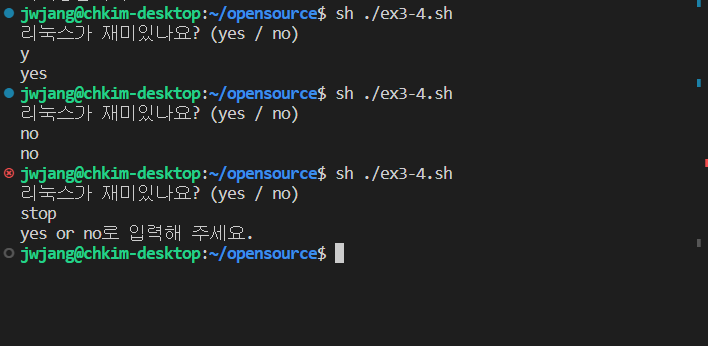 jwjang@chkim-desktop:~/opensource$ sh ./ex3-4.sh
리눅스가 재미있나요? (yes / no)
y
yes
jwjang@chkim-desktop:~/opensource$ sh ./ex3-4.sh
리눅스가 재미있나요? (yes / no)
no
no
jwjang@chkim-desktop:~/opensource$ sh ./ex3-4.sh
리눅스가 재미있나요? (yes / no)
stop
yes or no로 입력해 주세요.
jwjang@chkim-desktop:~/opensource$